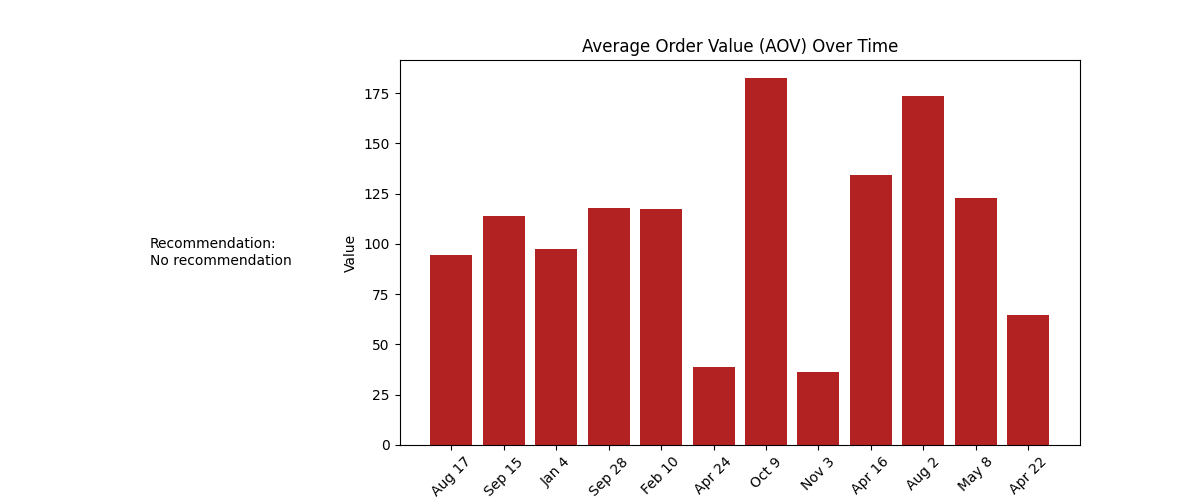 Average Order Value (AOV) Over Time
Recommendation:
No recommendation
Value
175
150
125
100
75
50
25
0
Aug 17
Sep 15
Jan 4
Sep 28
Feb 10
Apr 24
Oct 9
Nov 3
Apr 16
Aug 2
May 8
Apr 22